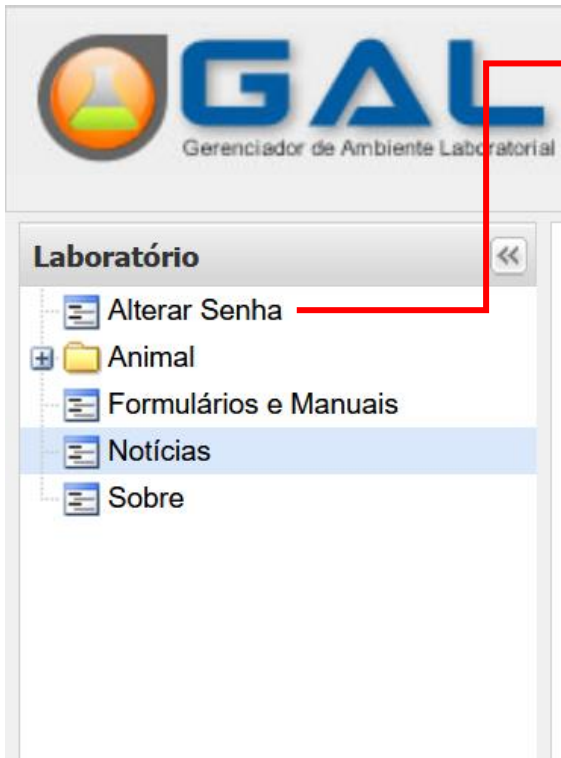 GAL
Gerenciador de Ambiente Laboratorial
Laboratório
Alterar Senha
Animal
Formulários e Manuais
Notícias
Sobre